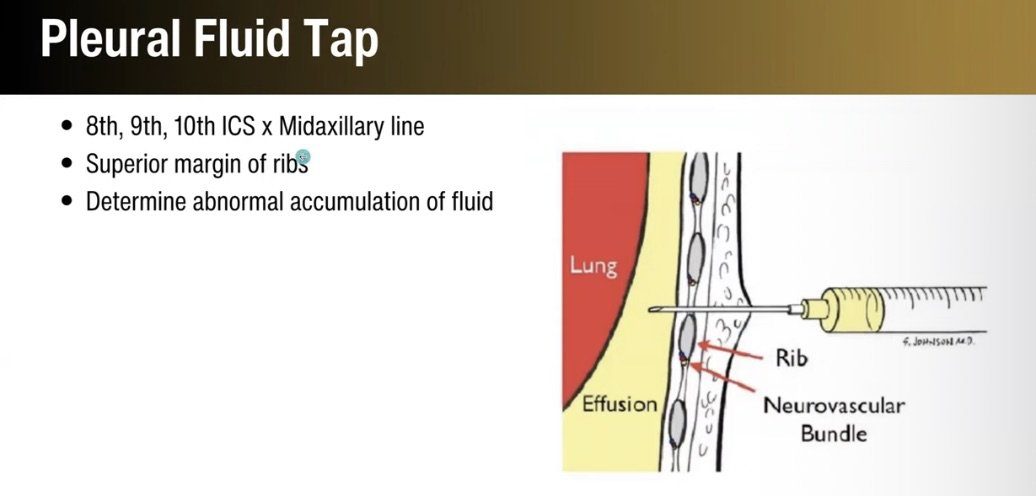 Pleural Fluid Tap
• 8th, 9th, 10th ICS x Midaxillary line
• Superior margin of ribs
• Determine abnormal accumulation of fluid
Lung
S. JOHNSON M.D.
Rib
Effusion
Neurovascular
Bundle